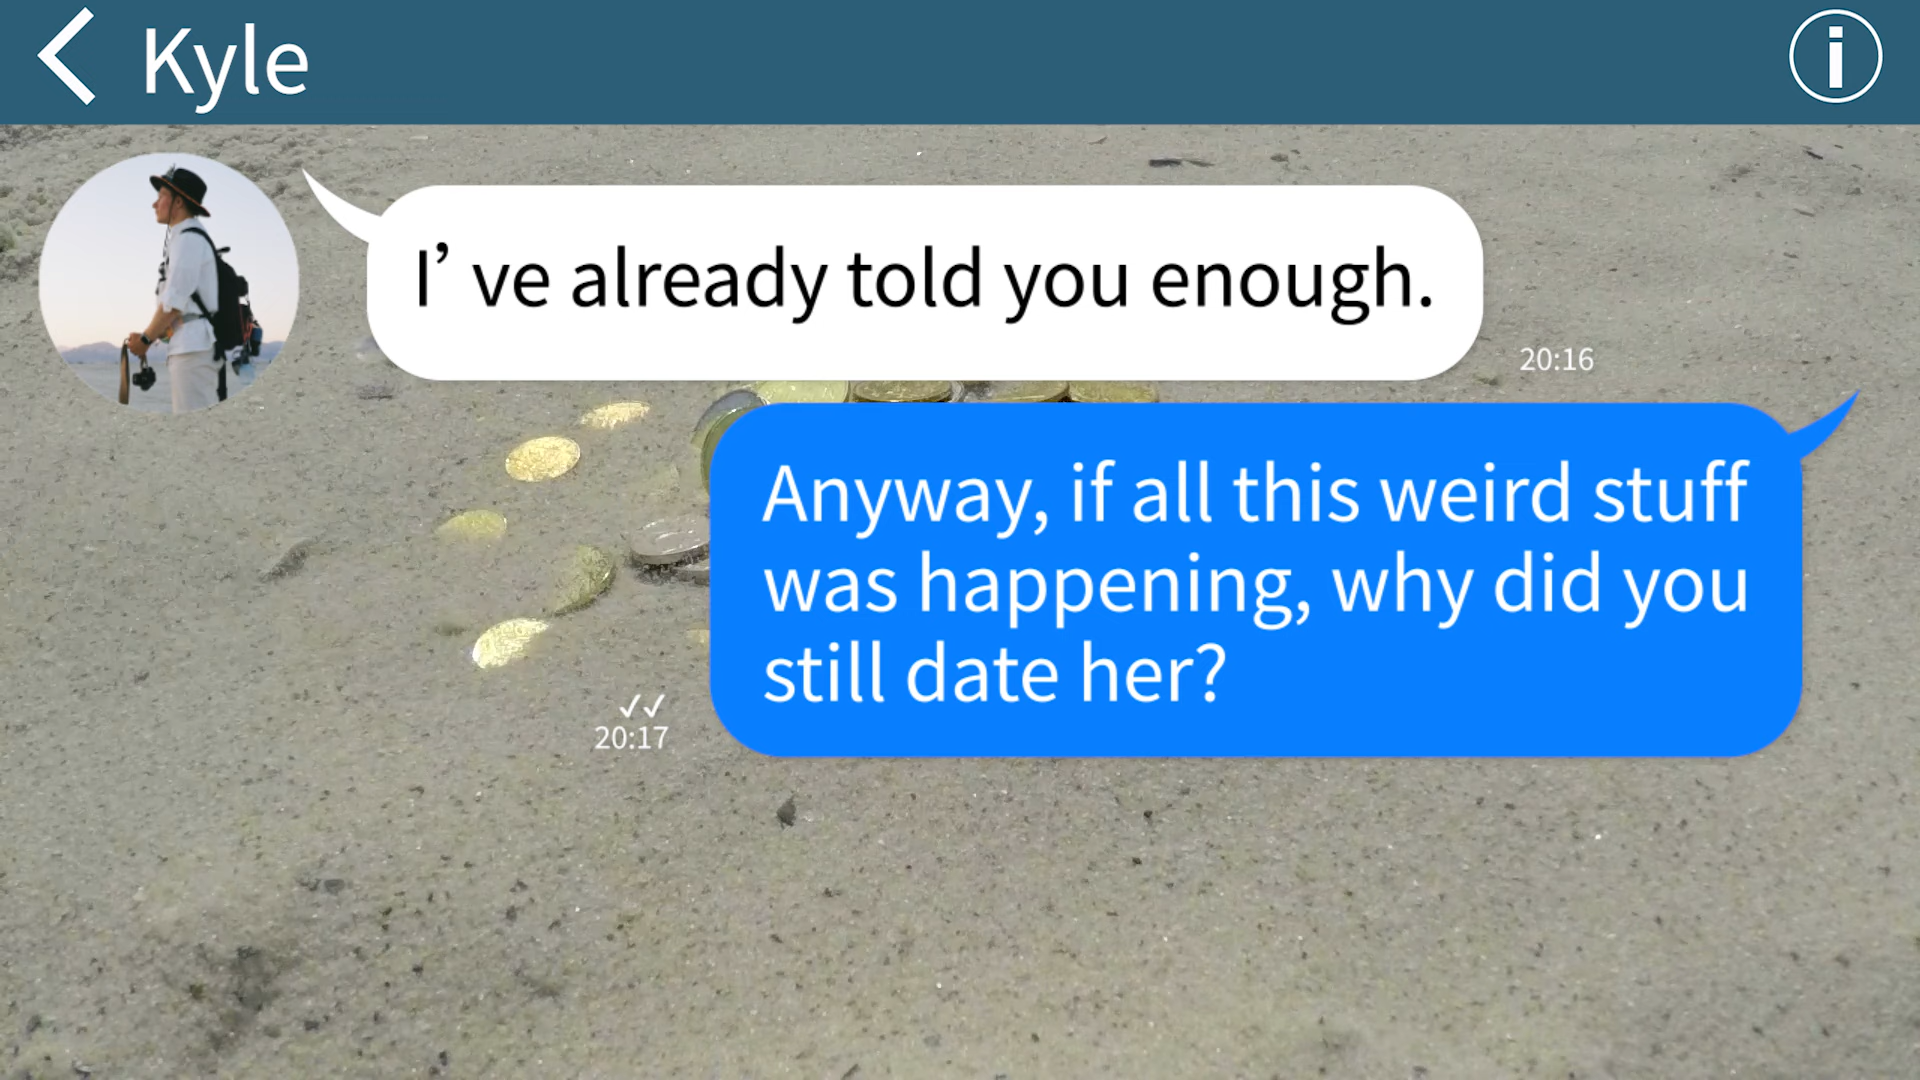 Kyle
I’ve already told you enough.
20:16
Anyway, if all this weird stuff
was happening, why did you
still date her?
20:17